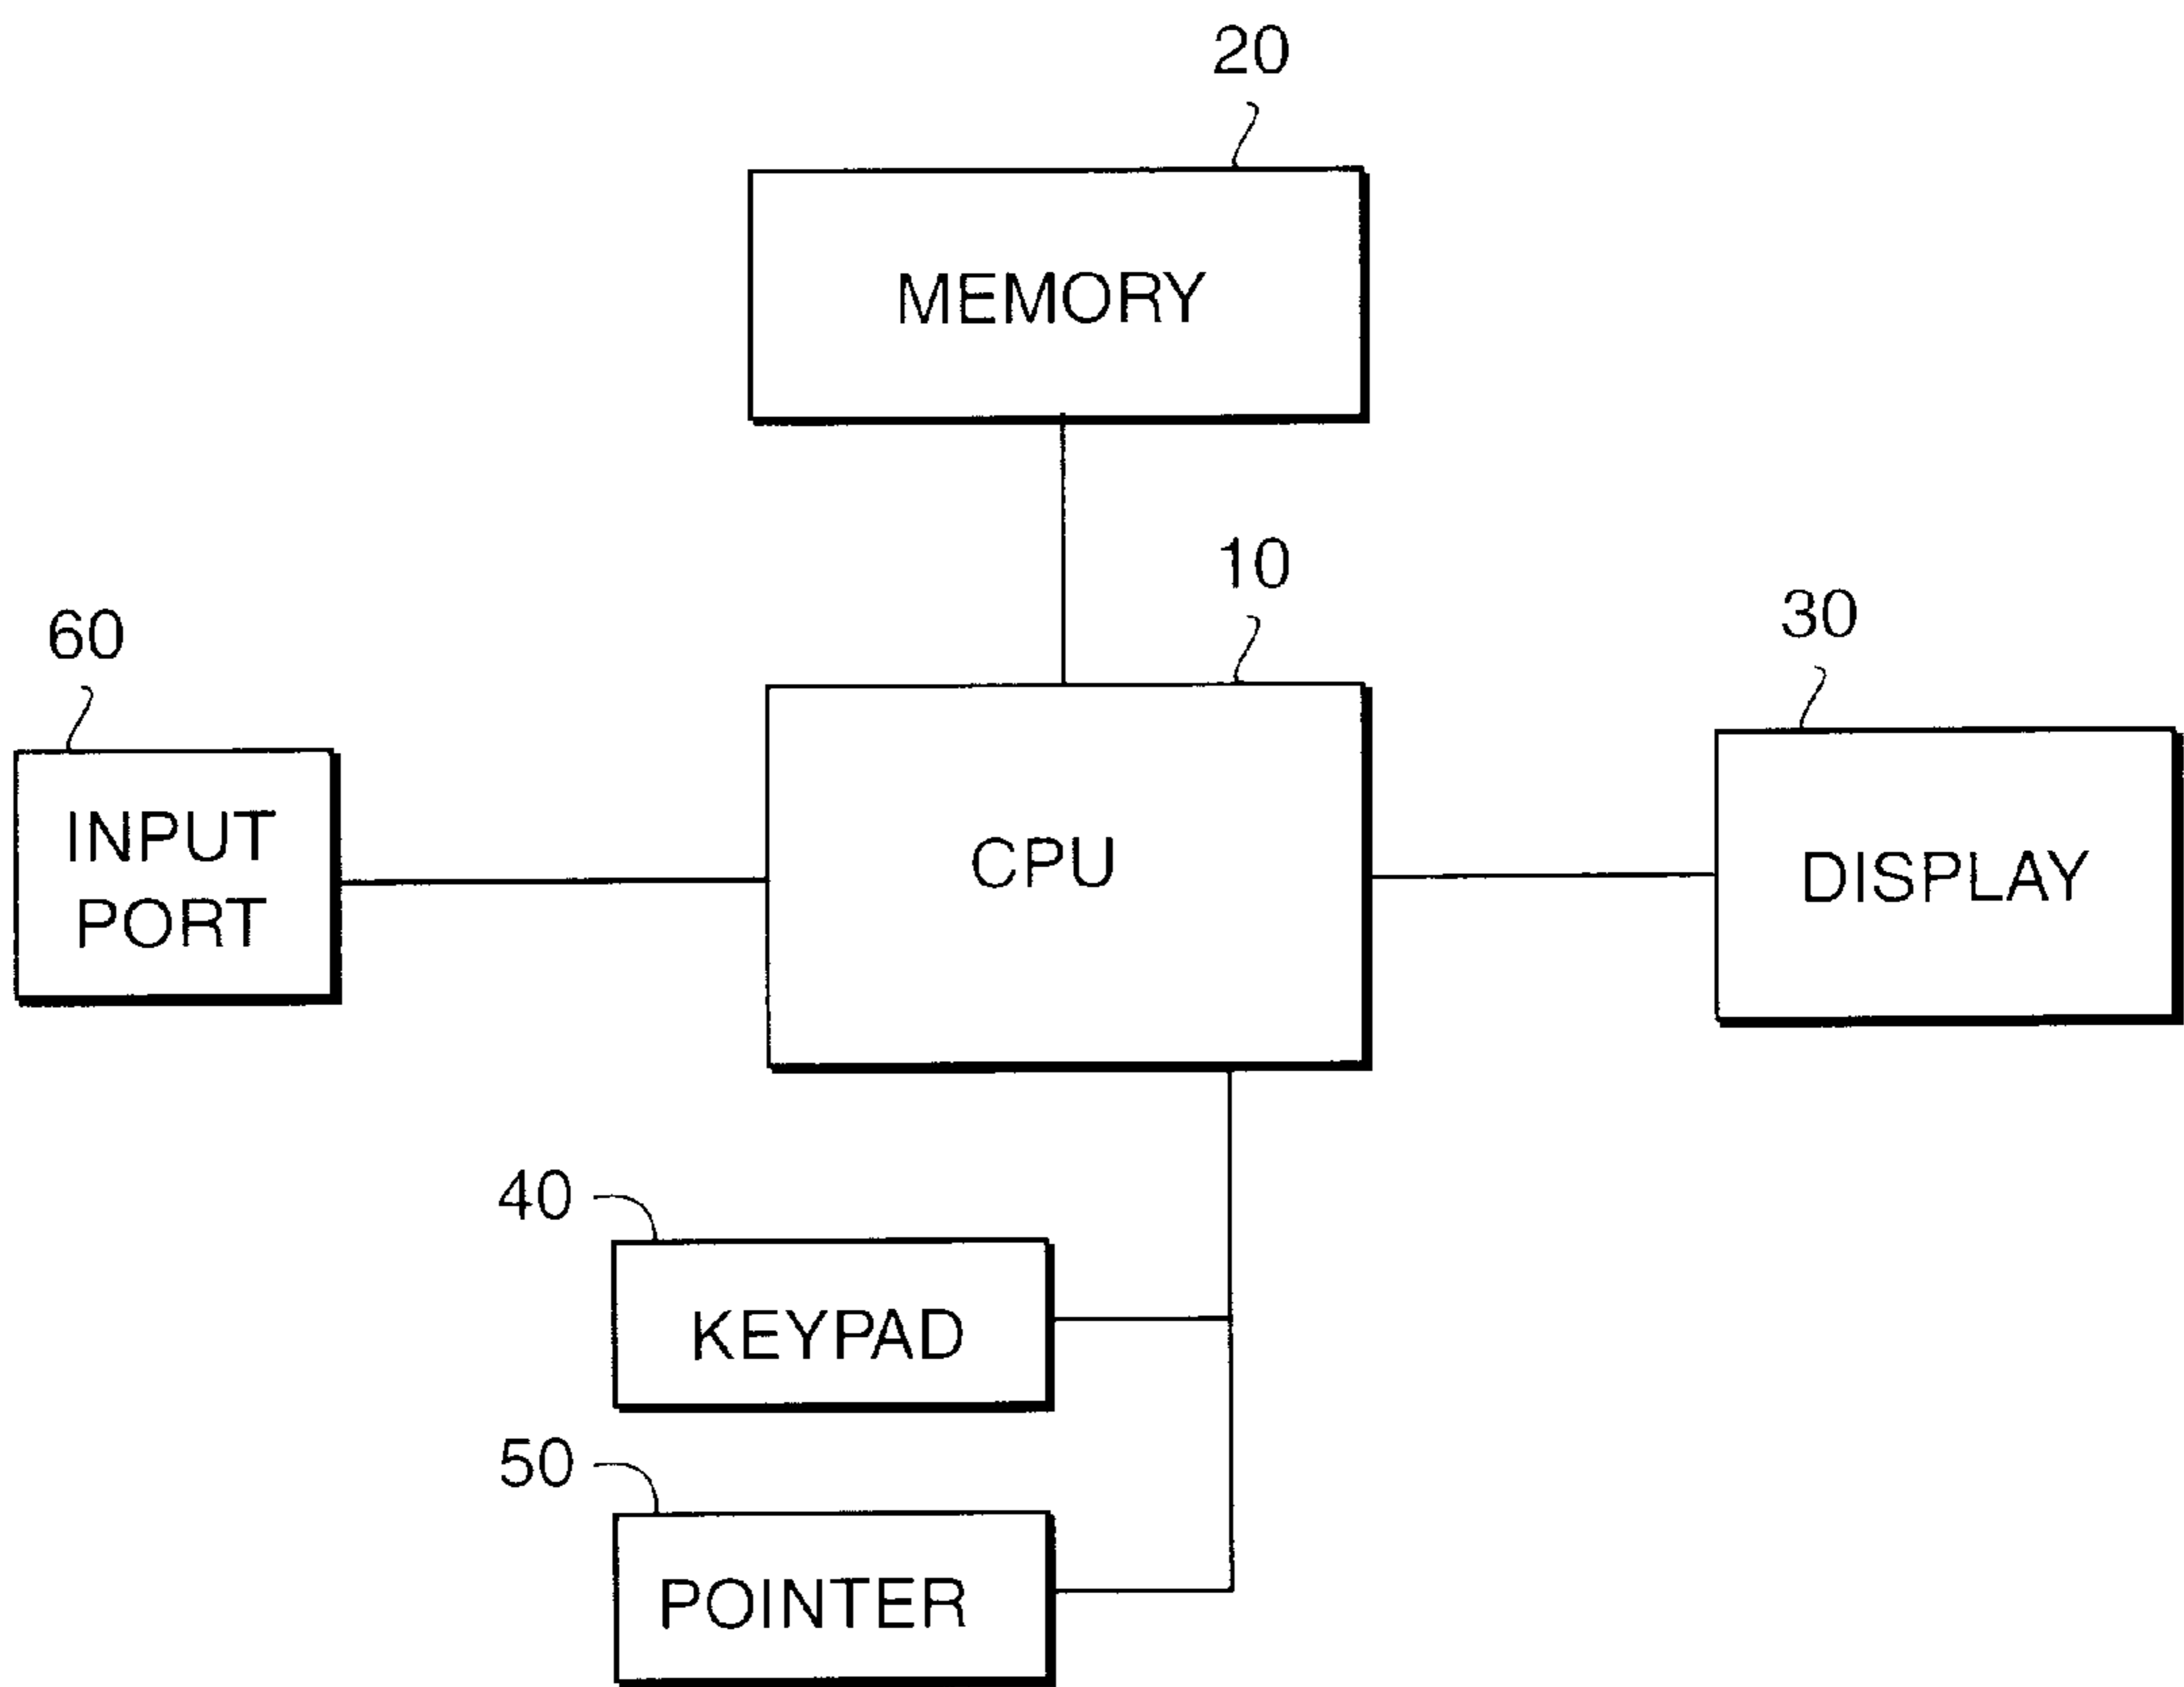 20
MEMORY
10
60
30
INPUT
PORT
CPU
DISPLAY
40
KEYPAD
50
POINTER